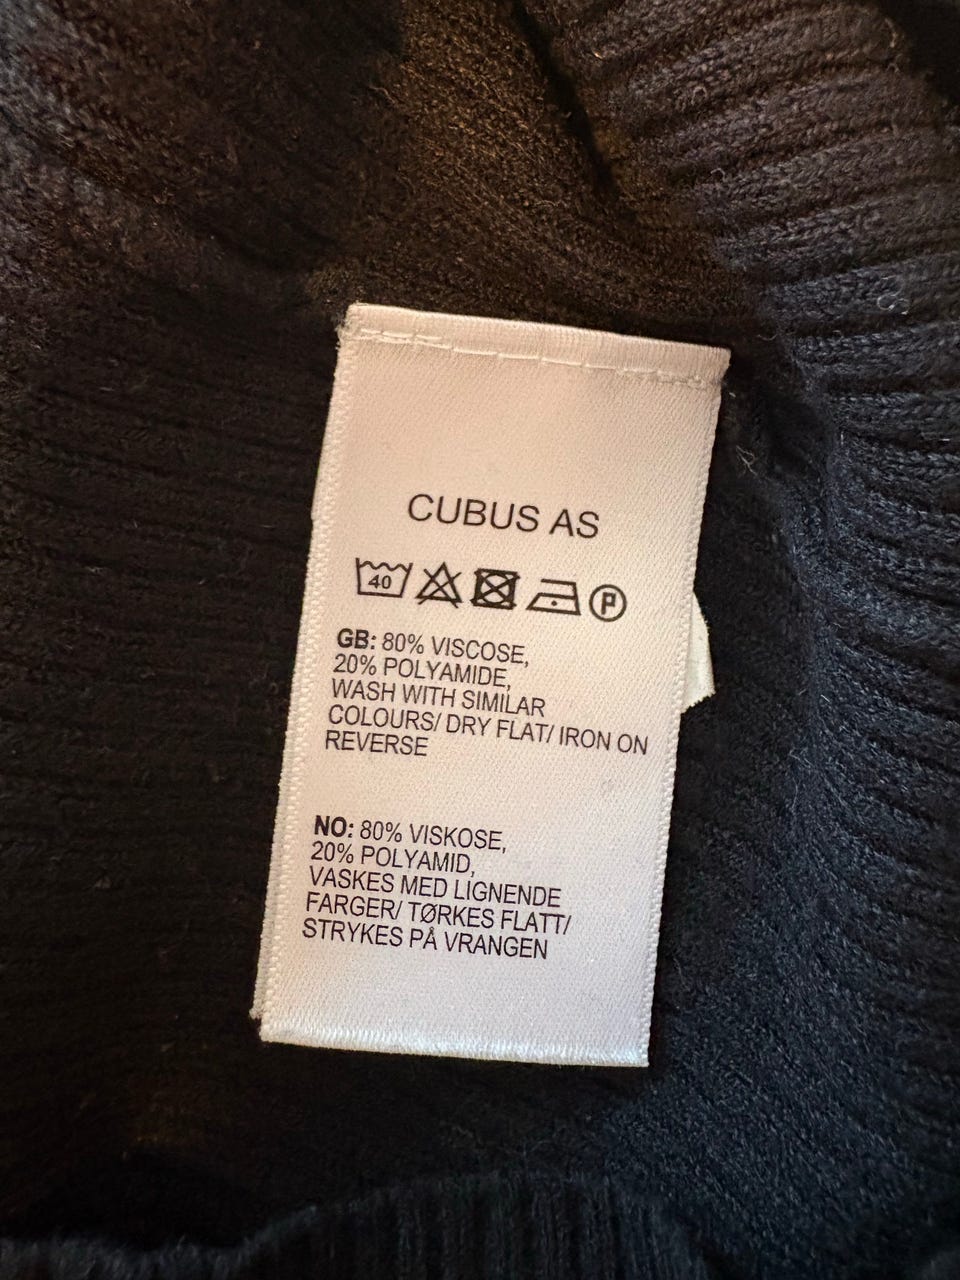 CUBUS AS
40 P
GB: 80% VISCOSE,
20% POLYAMIDE,
WASH WITH SIMILAR
COLOURS/ DRY FLAT/ IRON ON
REVERSE
NO: 80% VISKOSE,
20% POLYAMID,
VASKES MED LIGNENDE
FARGER/ TØRKES FLATT/
STRYKES PÅ VRANGEN